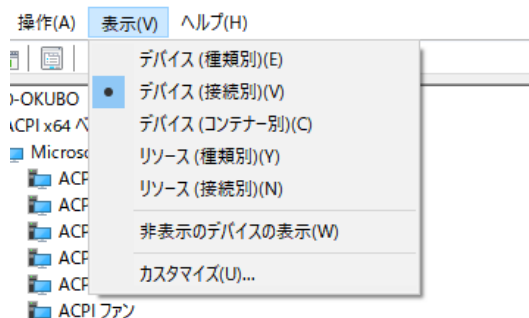 操作(A) 表示(V) ヘルプ(H)
デバイス (種類別)(E)
-OKUBO デバイス (接続別)(V)
ACPI x64 デバイス (コンテナー別)(C)
Microso リソース (種類別)(Y)
ACP リソース (接続別)(N)
ACP
ACP 非表示のデバイスの表示(W)
ACP
ACP カスタマイズ(U)...
ACPI ファン